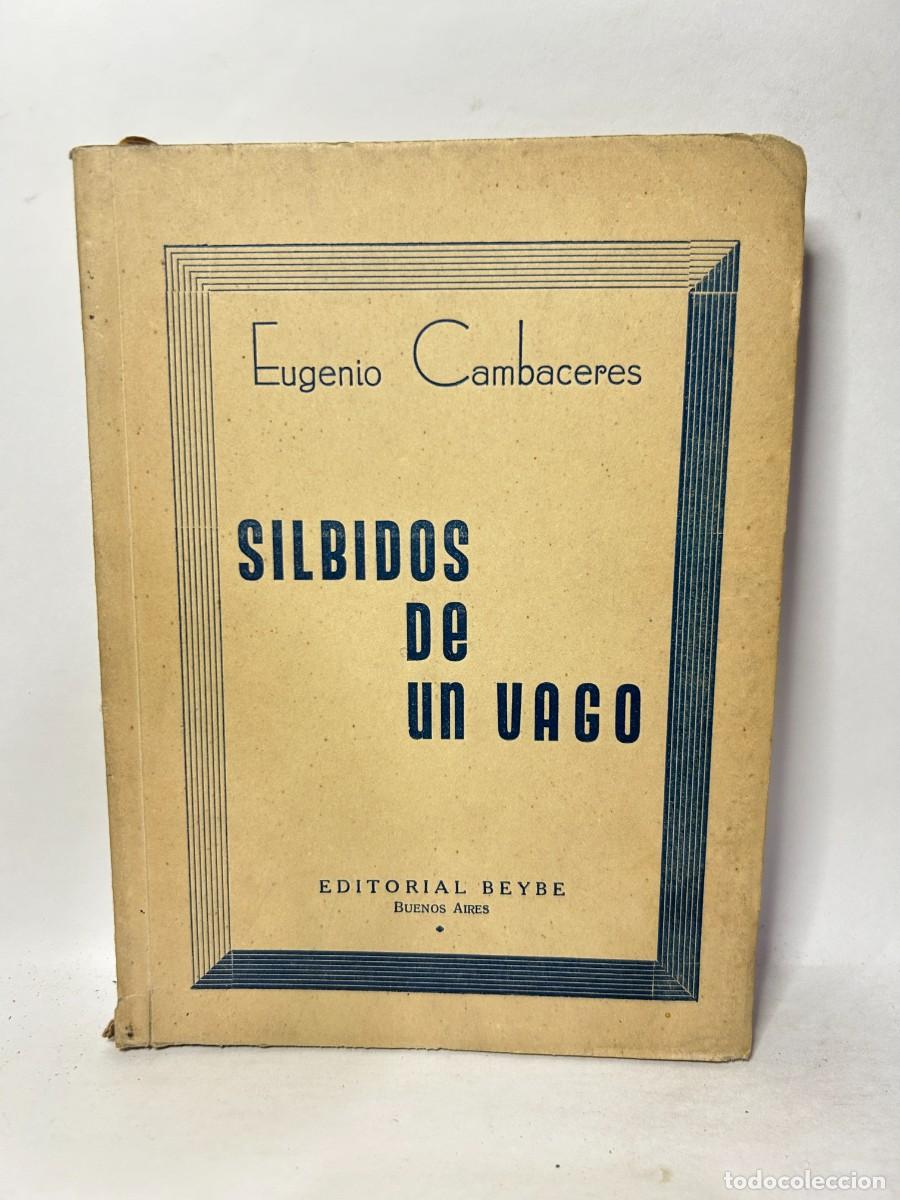 Eugenio Cambaceres
SILBIDOS
De
un VAGO
EDITORIAL BEYBE
BUENOS AIRES
todocoleccion